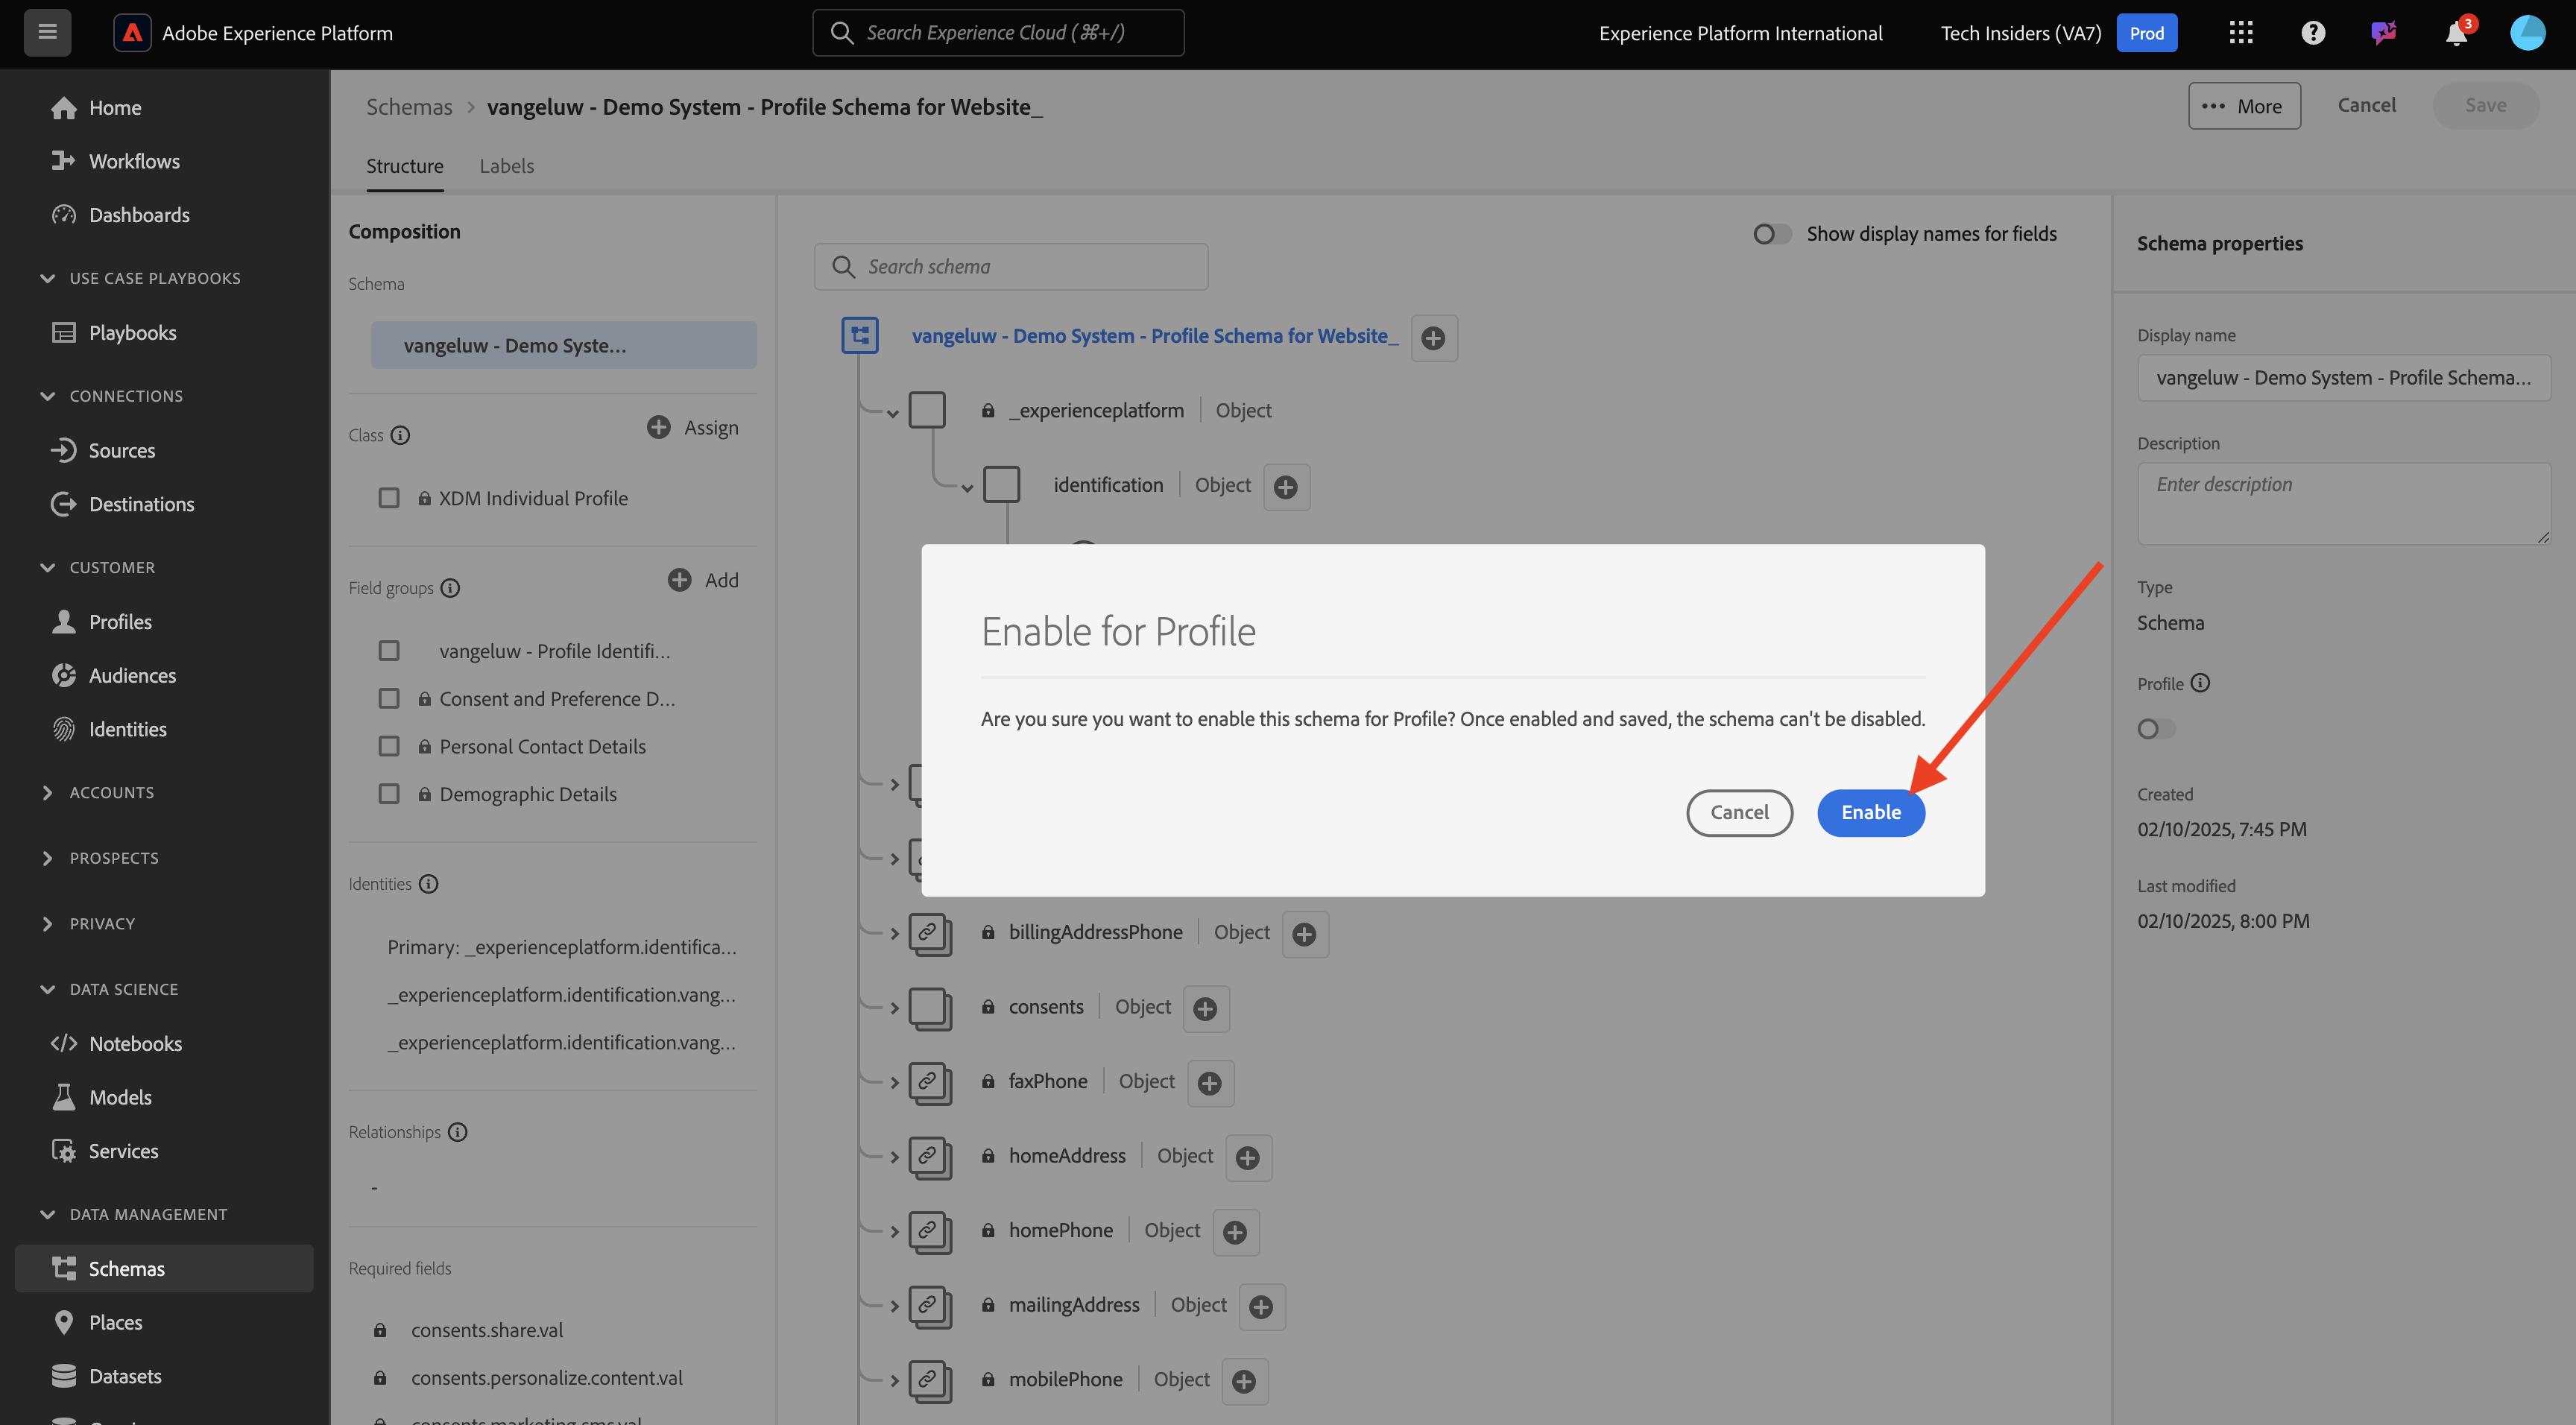 Adobe Experience Platform
Search Experience Cloud (⌘+/)
Experience Platform International
Tech Insiders (VA7)
Prod
3
Home
Workflows
Dashboards
USE CASE PLAYBOOKS
Playbooks
CONNECTIONS
Sources
Destinations
CUSTOMER
Profiles
Audiences
Identities
ACCOUNTS
PROSPECTS
PRIVACY
DATA SCIENCE
Notebooks
Models
Services
DATA MANAGEMENT
Schemas
Places
Datasets
Schemas > vangeluw - Demo System - Profile Schema for Website_
More
Cancel
Save
Structure
Labels
Composition
Schema
vangeluw - Demo Syste...
Class
Assign
XDM Individual Profile
Field groups
Add
vangeluw - Profile Identifi...
Consent and Preference D...
Personal Contact Details
Demographic Details
Identities
Primary: _experienceplatform.identifica...
_experienceplatform.identification.vang...
_experienceplatform.identification.vang...
Relationships
-
Required fields
consents.share.val
consents.personalize.content.val
consents.marketing.sms.val
Search schema
Show display names for fields
vangeluw - Demo System - Profile Schema for Website_
_experienceplatform | Object
identification | Object
Enable for Profile
Are you sure you want to enable this schema for Profile? Once enabled and saved, the schema can't be disabled.
Cancel
Enable
billingAddressPhone | Object
consents | Object
faxPhone | Object
homeAddress | Object
homePhone | Object
mailingAddress | Object
mobilePhone | Object
Schema properties
Display name
vangeluw - Demo System - Profile Schema...
Description
Enter description
Type
Schema
Profile
Created
02/10/2025, 7:45 PM
Last modified
02/10/2025, 8:00 PM